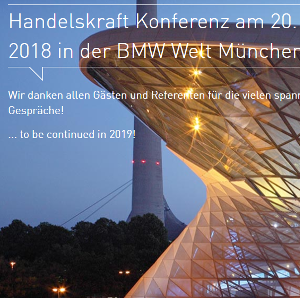 Handelskraft Konferenz am 20.
2018 in der BMW Welt München
Wir danken allen Gästen und Referenten für die vielen
Gespräche!
... to be continued in 2019!